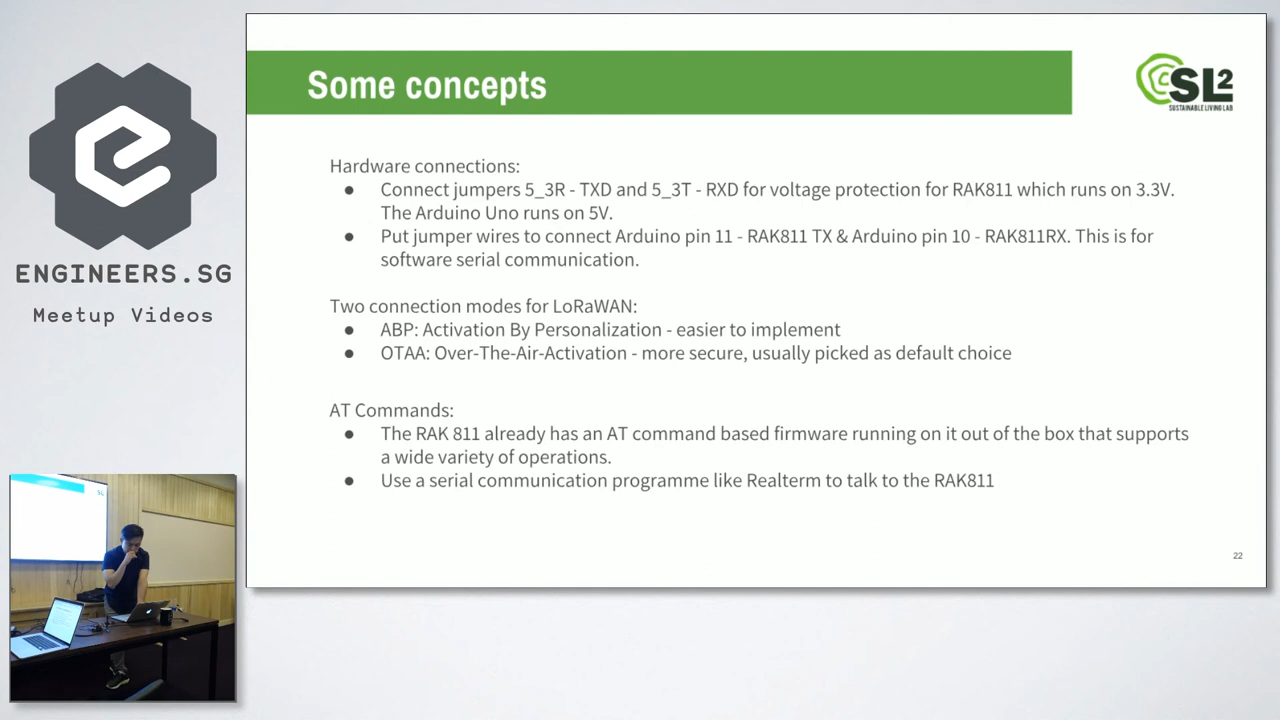 Some concepts
CSL2
SUSTAINABLE LIVING LAB
Hardware connections:
● Connect jumpers 5_3R - TXD and 5_3T - RXD for voltage protection for RAK811 which runs on 3.3V.
The Arduino Uno runs on 5V.
● Put jumper wires to connect Arduino pin 11 - RAK811 TX & Arduino pin 10 - RAK811RX. This is for
software serial communication.
Two connection modes for LoRaWAN:
● ABP: Activation By Personalization - easier to implement
● OTAA: Over-The-Air-Activation - more secure, usually picked as default choice
AT Commands:
● The RAK 811 already has an AT command based firmware running on it out of the box that supports
a wide variety of operations.
● Use a serial communication programme like Realterm to talk to the RAK811
22
e
ENGINEERS.SG
Meetup Videos